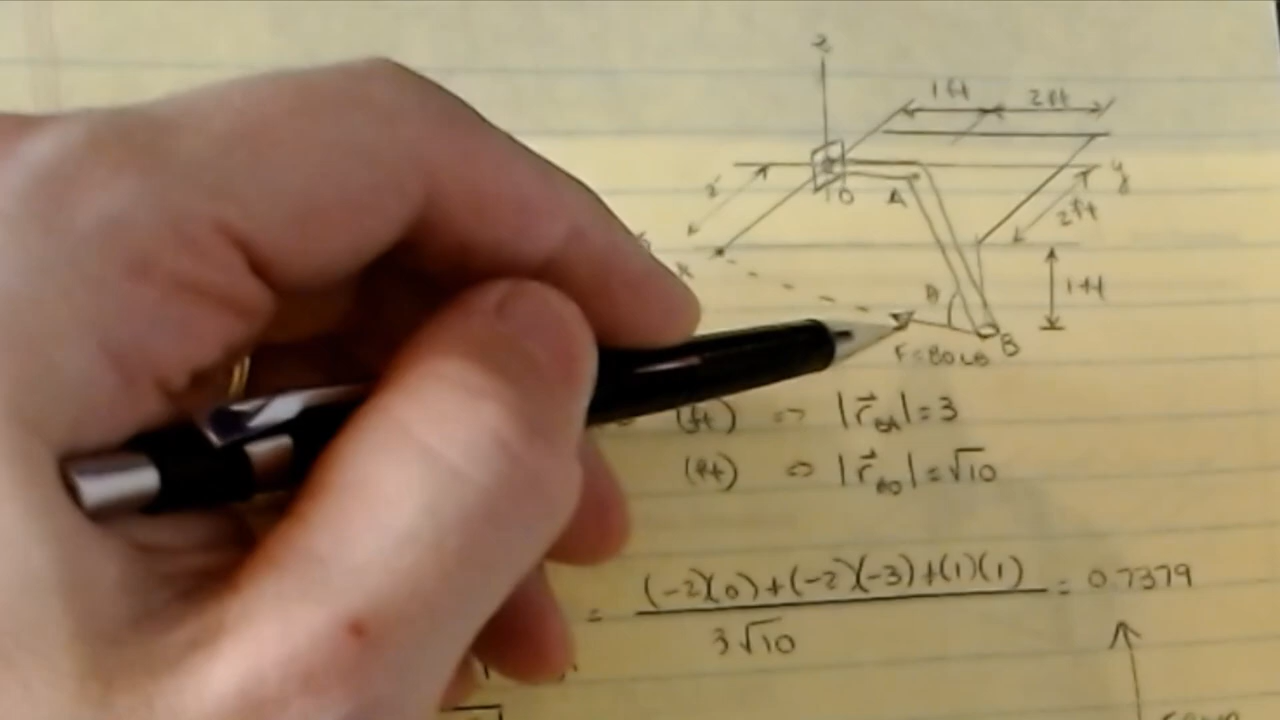 z
1 ft 2 ft
y
2'
O
A
2 ft
x
1 ft
θ
B
F = 80 LB
(ft) => |r⃗BA| = 3
(ft) => |r⃗BO| = √10
= (-2)(0)+(-2)(-3)+(1)(1) = 0.7379
3√10